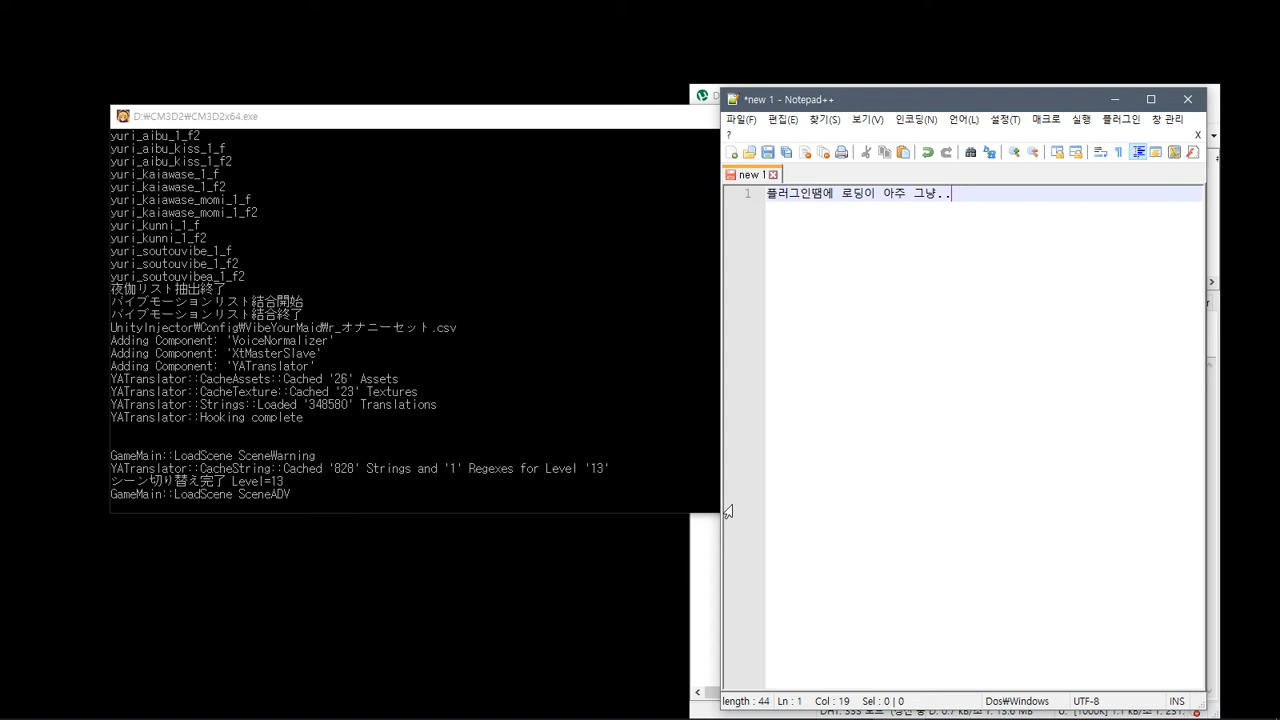 D:₩CM3D2₩CM3D2x64.exe
yuri_aibu_1_f2
yuri_aibu_kiss_1_f
yuri_aibu_kiss_1_f2
yuri_kaiawase_1_f
yuri_kaiawase_1_f2
yuri_kaiawase_momi_1_f
yuri_kaiawase_momi_1_f2
yuri_kunni_1_f
yuri_kunni_1_f2
yuri_soutouvibe_1_f
yuri_soutouvibe_1_f2
yuri_soutouvibea_1_f2
夜伽リスト抽出終了
バイブモーションリスト結合開始
バイブモーションリスト結合終了
UnityInjector₩Config₩VibeYourMaid₩r_オナニーセット.csv
Adding Component: 'VoiceNormalizer'
Adding Component: 'XtMasterSlave'
Adding Component: 'YATranslator'
YATranslator::CacheAssets::Cached '26' Assets
YATranslator::CacheTexture::Cached '23' Textures
YATranslator::Strings::Loaded '348580' Translations
YATranslator::Hooking complete
GameMain::LoadScene SceneWarning
YATranslator::CacheString::Cached '828' Strings and '1' Regexes for Level '13'
シーン切り替え完了 Level=13
GameMain::LoadScene SceneADV
*new 1 - Notepad++
파일(F) 편집(E) 찾기(S) 보기(V) 인코딩(N) 언어(L) 설정(T) 매크로 실행 플러그인 창 관리
? X
new 1
1 플러그인땜에 로딩이 아주 그냥..
length : 44 Ln : 1 Col : 19 Sel : 0 | 0 Dos₩Windows UTF-8 INS